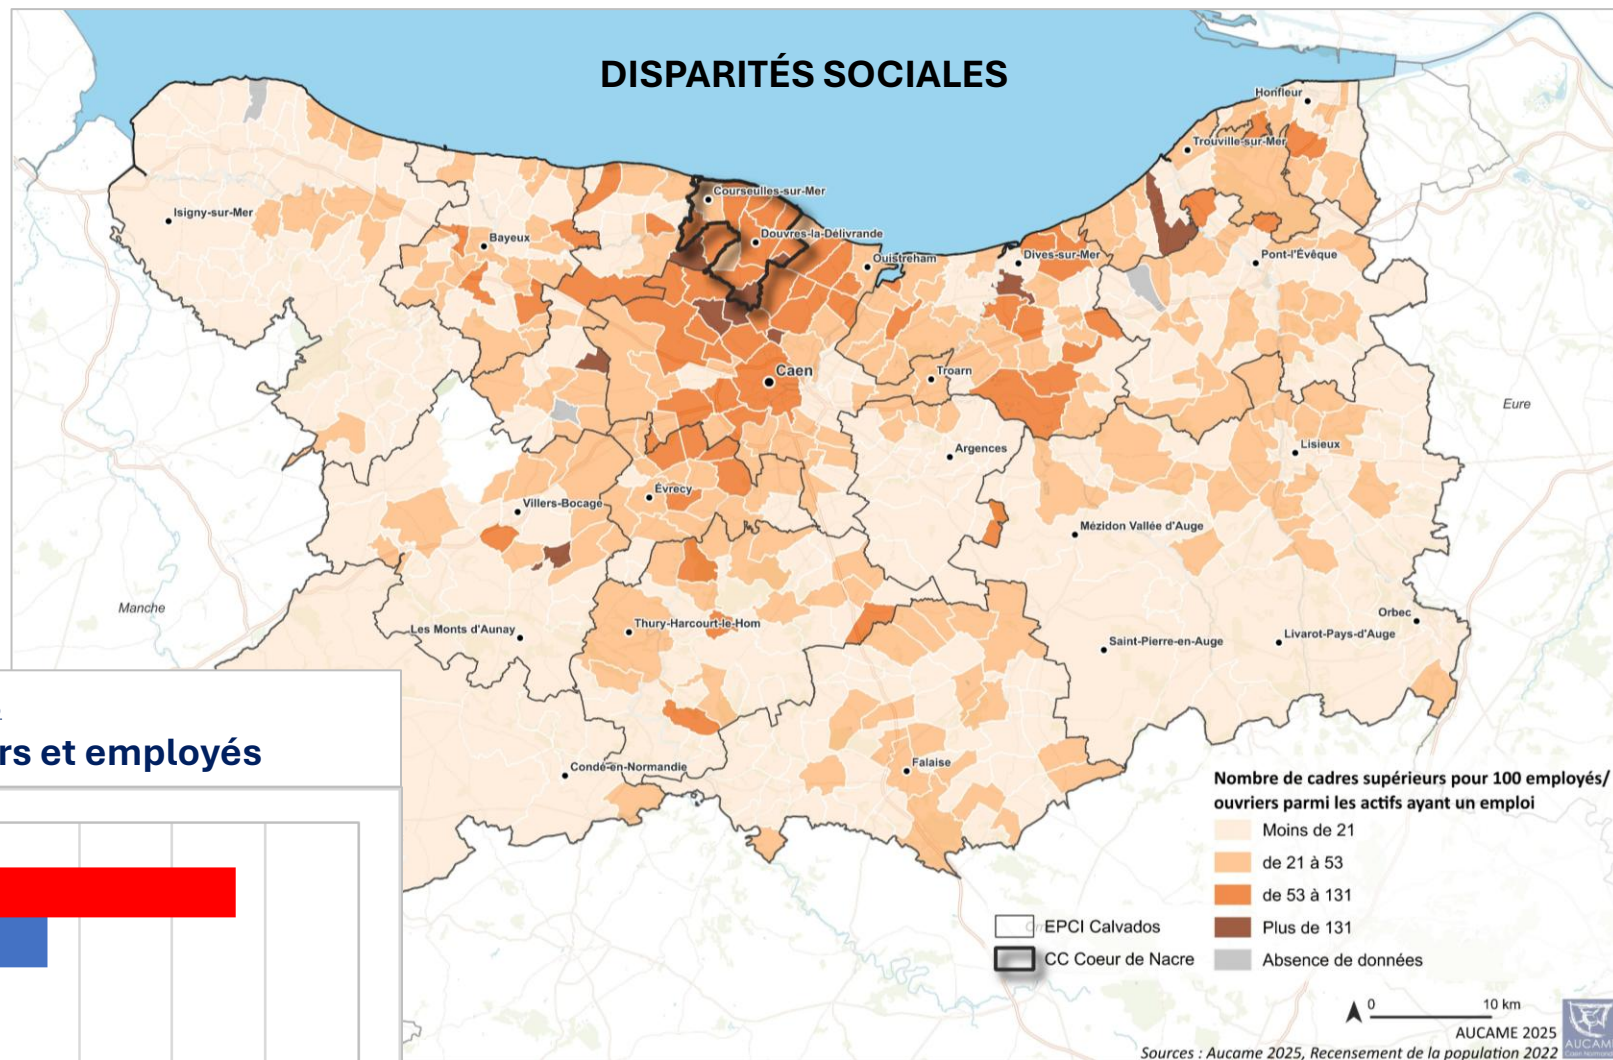 DISPARITÉS SOCIALES
Honfleur
Trouville-sur-Mer
Courseulles-sur-Mer
Isigny-sur-Mer
Bayeux
Douvres-la-Délivrande
Ouistreham
Dives-sur-Mer
Pont-l'Évêque
Caen
Troarn
Eure
Argences
Lisieux
Évrecy
Villers-Bocage
Mézidon Vallée d'Auge
Manche
Orbec
Les Monts d'Aunay
Thury-Harcourt-le-Hom
Saint-Pierre-en-Auge
Livarot-Pays-d'Auge
rs et employés
Condé-en-Normandie
Falaise
Nombre de cadres supérieurs pour 100 employés/
ouvriers parmi les actifs ayant un emploi
Moins de 21
de 21 à 53
de 53 à 131
Plus de 131
Absence de données
EPCI Calvados
CC Coeur de Nacre
0 10 km
AUCAME 2025
Sources : Aucame 2025, Recensement de la population 2022
AUCAME